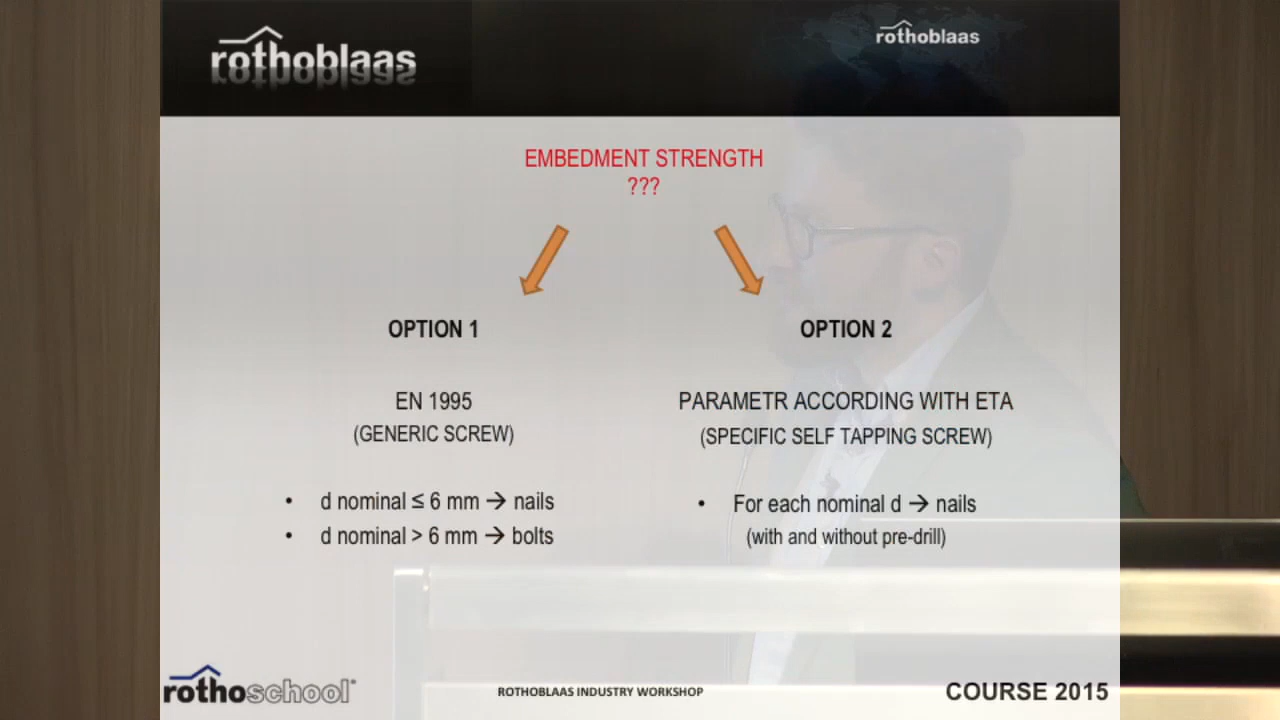 rothoblaas
rothoblaas
EMBEDMENT STRENGTH
???
OPTION 1
EN 1995
(GENERIC SCREW)
• d nominal ≤ 6 mm → nails
• d nominal > 6 mm → bolts
OPTION 2
PARAMETR ACCORDING WITH ETA
(SPECIFIC SELF TAPPING SCREW)
• For each nominal d → nails
(with and without pre-drill)
rothoschool
ROTHOBLAAS INDUSTRY WORKSHOP
COURSE 2015